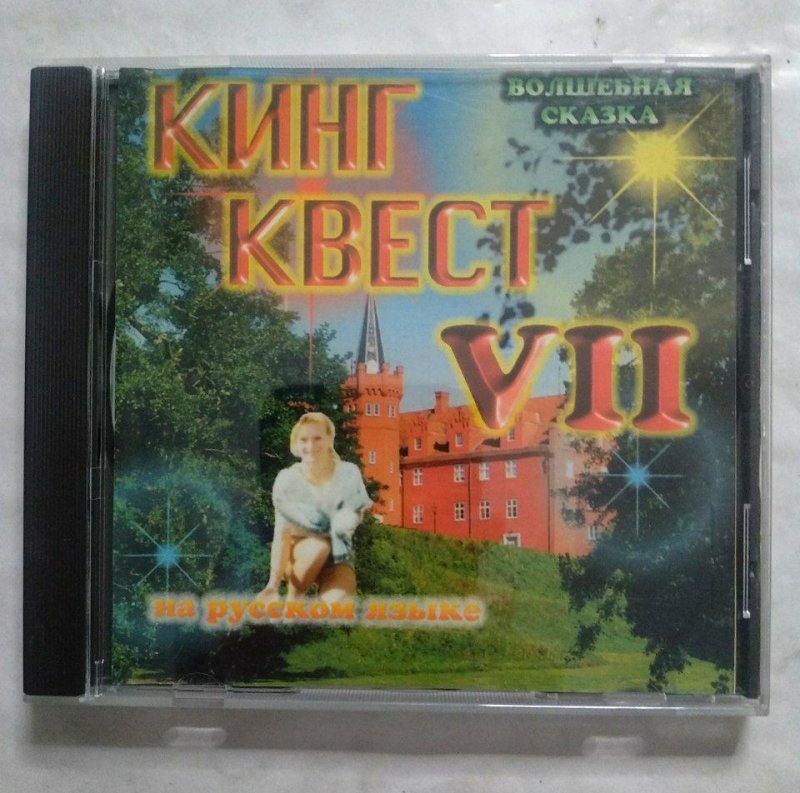 КИНГ
КВЕСТ
VII
ВОЛШЕБНАЯ
СКАЗКА
на русском языке